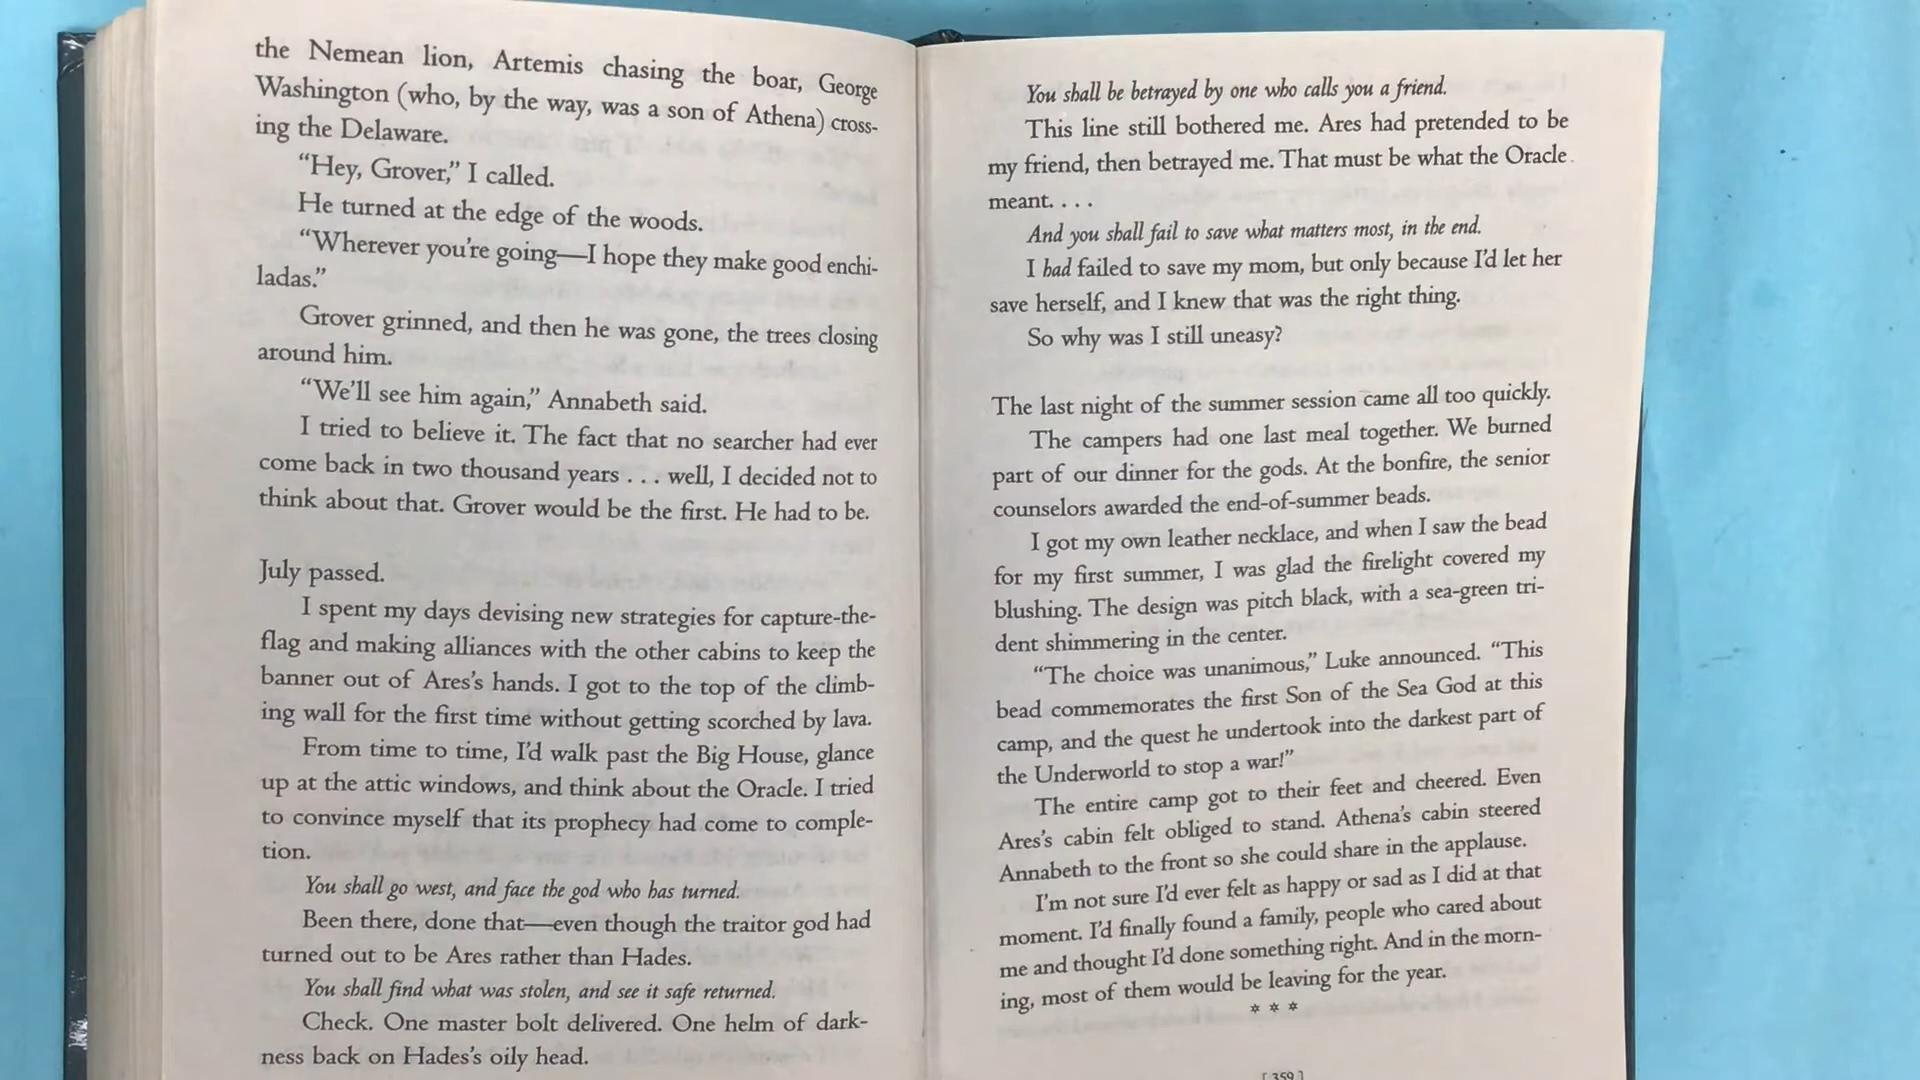 the Nemean lion, Artemis chasing the boar, George
Washington (who, by the way, was a son of Athena) cross-
ing the Delaware.
“Hey, Grover,” I called.
He turned at the edge of the woods.
“Wherever you’re going—I hope they make good enchi-
ladas.”
Grover grinned, and then he was gone, the trees closing
around him.
“We’ll see him again,” Annabeth said.
I tried to believe it. The fact that no searcher had ever
come back in two thousand years . . . well, I decided not to
think about that. Grover would be the first. He had to be.
July passed.
I spent my days devising new strategies for capture-the-
flag and making alliances with the other cabins to keep the
banner out of Ares’s hands. I got to the top of the climb-
ing wall for the first time without getting scorched by lava.
From time to time, I’d walk past the Big House, glance
up at the attic windows, and think about the Oracle. I tried
to convince myself that its prophecy had come to comple-
tion.
You shall go west, and face the god who has turned.
Been there, done that—even though the traitor god had
turned out to be Ares rather than Hades.
You shall find what was stolen, and see it safe returned.
Check. One master bolt delivered. One helm of dark-
ness back on Hades’s oily head.
You shall be betrayed by one who calls you a friend.
This line still bothered me. Ares had pretended to be
my friend, then betrayed me. That must be what the Oracle
meant. . . .
And you shall fail to save what matters most, in the end.
I had failed to save my mom, but only because I’d let her
save herself, and I knew that was the right thing.
So why was I still uneasy?
The last night of the summer session came all too quickly.
The campers had one last meal together. We burned
part of our dinner for the gods. At the bonfire, the senior
counselors awarded the end-of-summer beads.
I got my own leather necklace, and when I saw the bead
for my first summer, I was glad the firelight covered my
blushing. The design was pitch black, with a sea-green tri-
dent shimmering in the center.
“The choice was unanimous,” Luke announced. “This
bead commemorates the first Son of the Sea God at this
camp, and the quest he undertook into the darkest part of
the Underworld to stop a war!”
The entire camp got to their feet and cheered. Even
Ares’s cabin felt obliged to stand. Athena’s cabin steered
Annabeth to the front so she could share in the applause.
I’m not sure I’d ever felt as happy or sad as I did at that
moment. I’d finally found a family, people who cared about
me and thought I’d done something right. And in the morn-
ing, most of them would be leaving for the year.
* * *
[ 359 ]